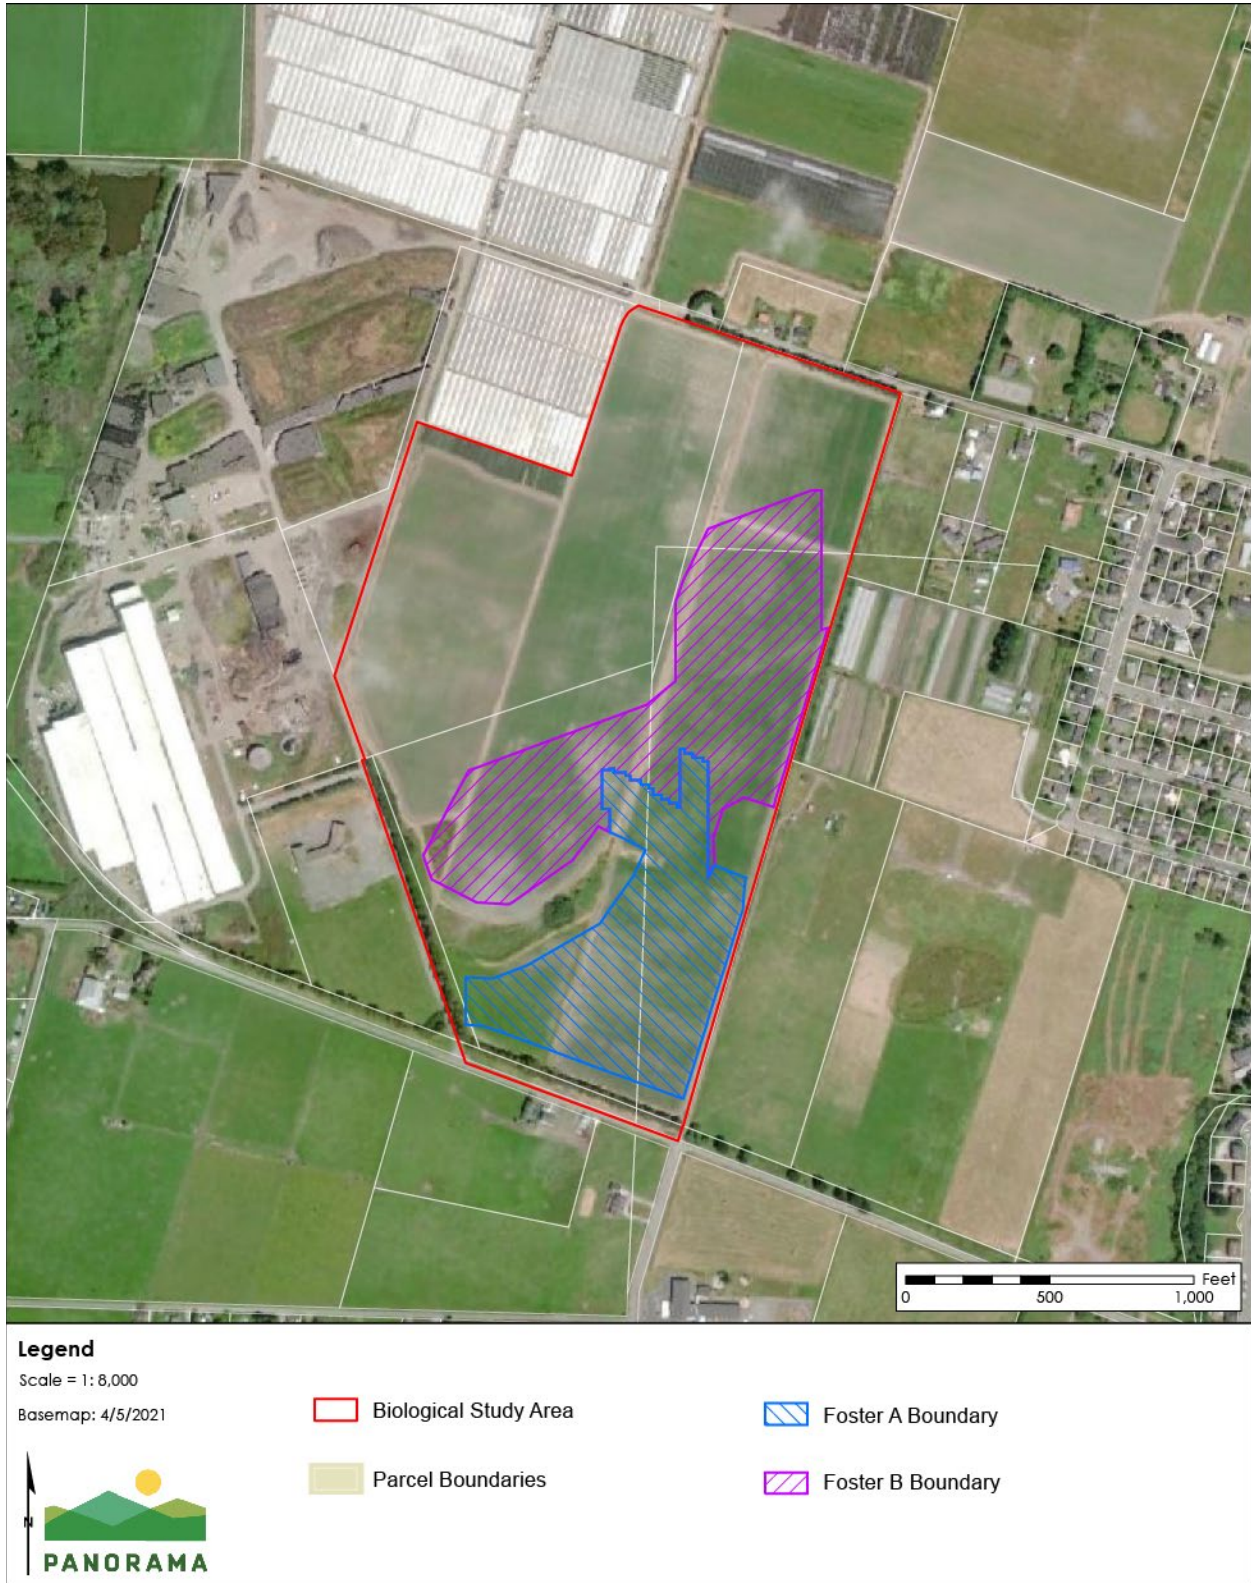 Feet
0 500 1,000
Legend
Scale = 1: 8,000
Basemap: 4/5/2021
Biological Study Area
Parcel Boundaries
Foster A Boundary
Foster B Boundary
N
PANORAMA